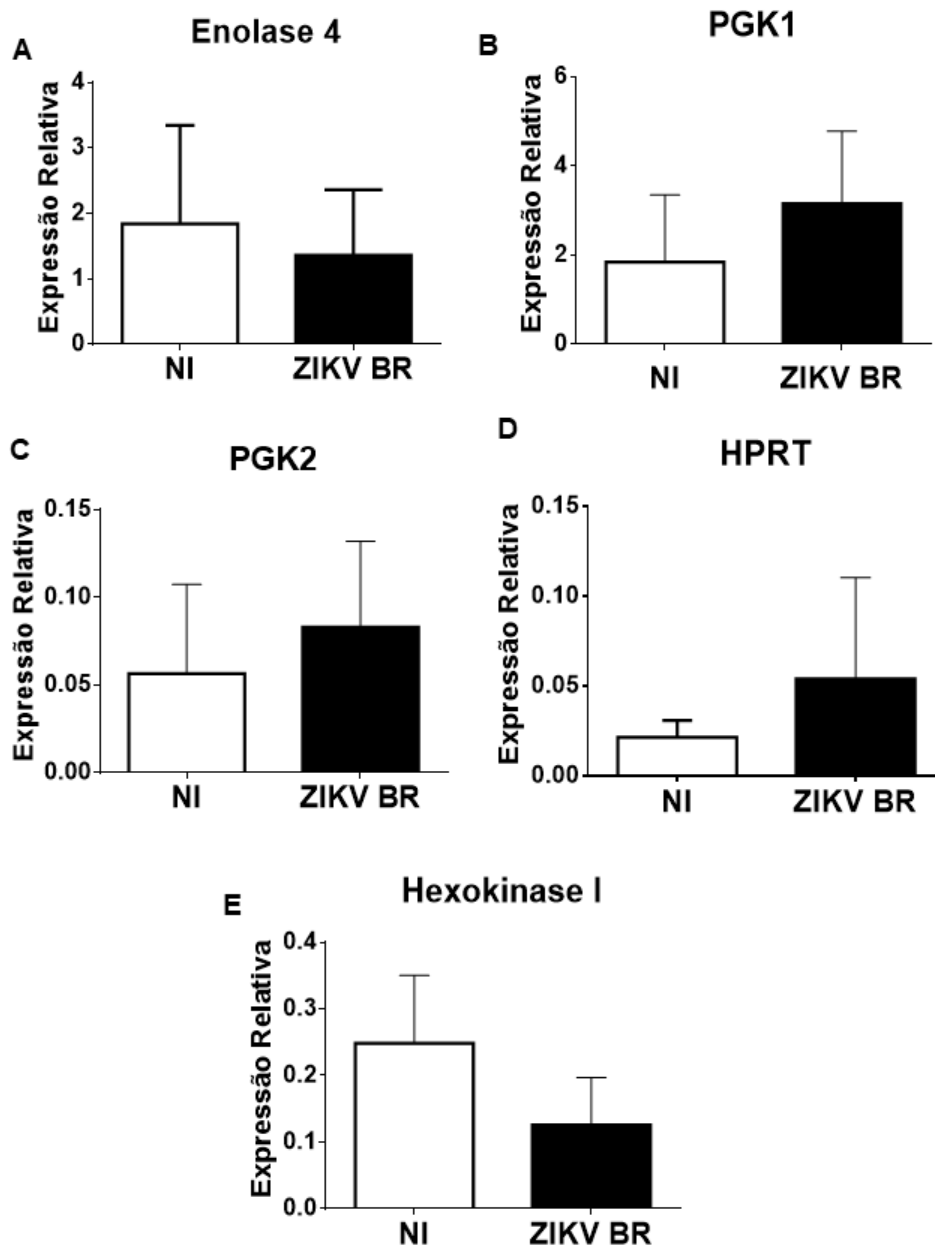 A
Enolase 4
Expressão Relativa
4
3
2
1
0
NI
ZIKV BR
B
PGK1
Expressão Relativa
6
4
2
0
NI
ZIKV BR
C
PGK2
Expressão Relativa
0.15
0.10
0.05
0.00
NI
ZIKV BR
D
HPRT
Expressão Relativa
0.15
0.10
0.05
0.00
NI
ZIKV BR
E
Hexokinase I
Expressão Relativa
0.4
0.3
0.2
0.1
0.0
NI
ZIKV BR